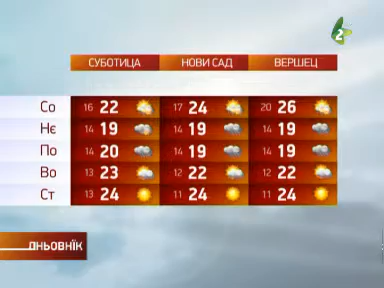 2
СУБОТИЦА НОВИ САД ВЕРШЕЦ
Со 16 22 17 24 20 26
Нє 14 19 14 19 14 19
По 14 20 14 19 14 19
Во 13 23 12 22 12 22
Ст 13 24 11 24 11 24
ДНЬОВНЇК